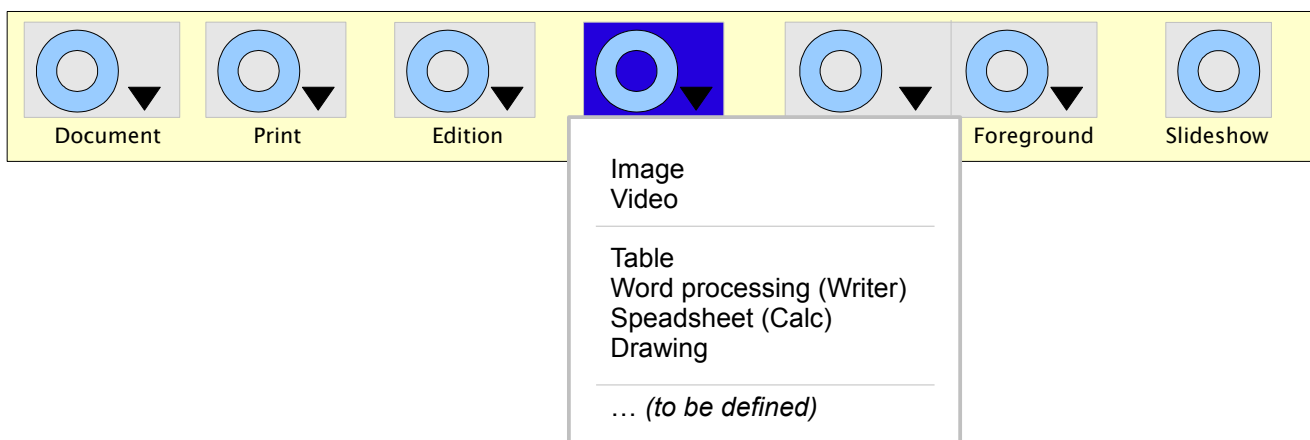 Document
Print
Edition
Foreground
Slideshow
Image
Video
Table
Word processing (Writer)
Speadsheet (Calc)
Drawing
… (to be defined)